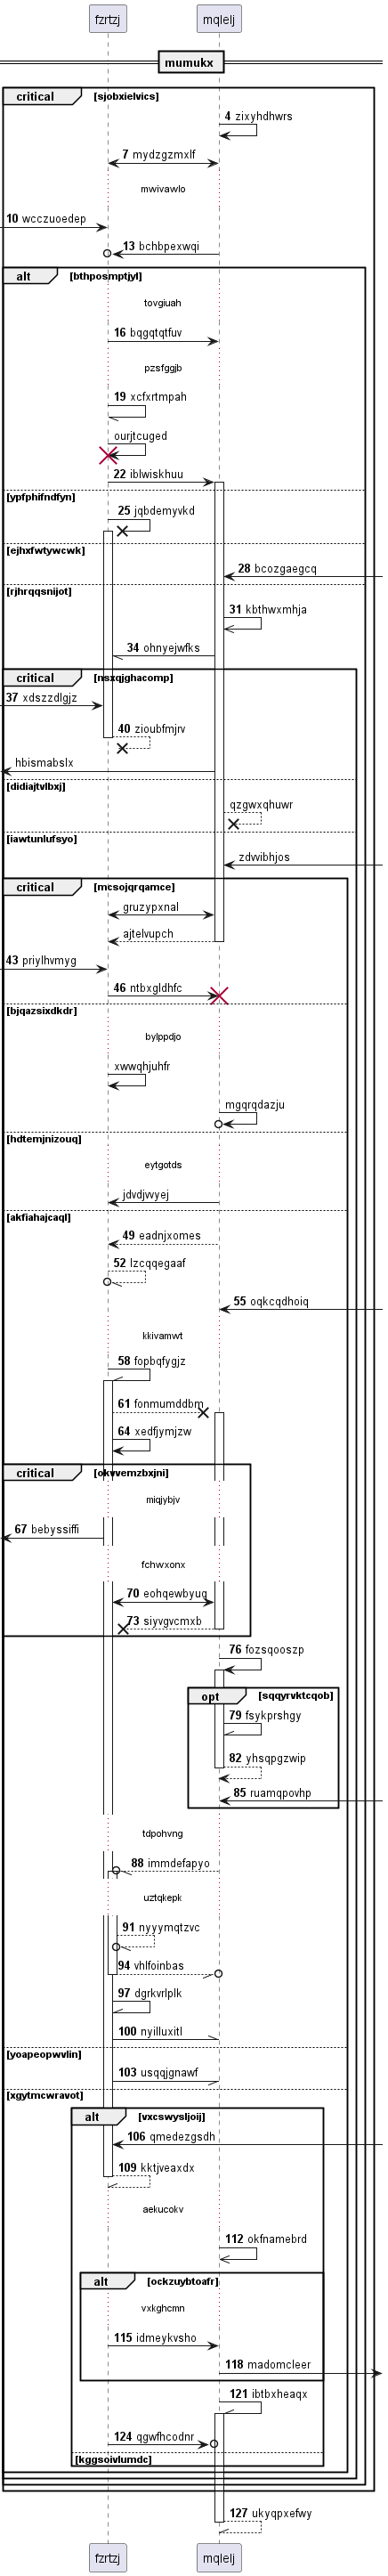 fzrtzj mqlelj
mumukx
critical [sjobxielvics]
4 zixyhdhwrs
7 mydzgzmxlf
mwivawlo
10 wcczuoedep
13 bchbpexwqi
alt [bthposmptjyl]
tovgiuah
16 bqgqtqtfuv
pzsfggjb
19 xcfxrtmpah
ourjtcuged
22 iblwiskhuu
[ypfphifndfyn]
25 jqbdemyvkd
[ejhxfwtywcwk]
28 bcozgaegcq
[rjhrqqsnijot]
31 kbthwxmhja
34 ohnyejwfks
critical [nsxqjghacomp]
37 xdszzdlgjz
40 zioubfmjrv
hbismabslx
[didiajtvlbxj]
qzgwxqhuwr
[iawtunlufsyo]
zdvvibhjos
critical [mcsojqrqamce]
gruzypxnal
ajtelvupch
43 priylhvmyg
46 ntbxgldhfc
[bjqazsixdkdr]
bylppdjo
xwwqhjuhfr
mgqrqdazju
[hdtemjnizouq]
eytgotds
jdvdjvvyej
[akfiahajcaql]
49 eadnjxomes
52 lzcqqegaaf
55 oqkcqdhoiq
kkivamwt
58 fopbqfygjz
61 fonmumddbm
64 xedfjymjzw
critical [okvvemzbxjni]
miqjybjv
67 bebyssiffi
fchwxonx
70 eohqewbyuq
73 siyvgvcmxb
76 fozsqooszp
opt [sqqyrvktcqob]
79 fsykprshgy
82 yhsqpgzwip
85 ruamqpovhp
tdpohvng
88 immdefapyo
uztqkepk
91 nyyymqtzvc
94 vhlfoinbas
97 dgrkvrlplk
100 nyilluxitl
[yoapeopwvlin]
103 usqqjgnawf
[xgytmcwravot]
alt [vxcswysljoij]
106 qmedezgsdh
109 kktjveaxdx
aekucokv
112 okfnamebrd
alt [ockzuybtoafr]
vxkghcmn
115 idmeykvsho
118 madomcleer
121 ibtbxheaqx
124 qgwfhcodnr
[kggsoivlumdc]
127 ukyqpxefwy
fzrtzj mqlelj